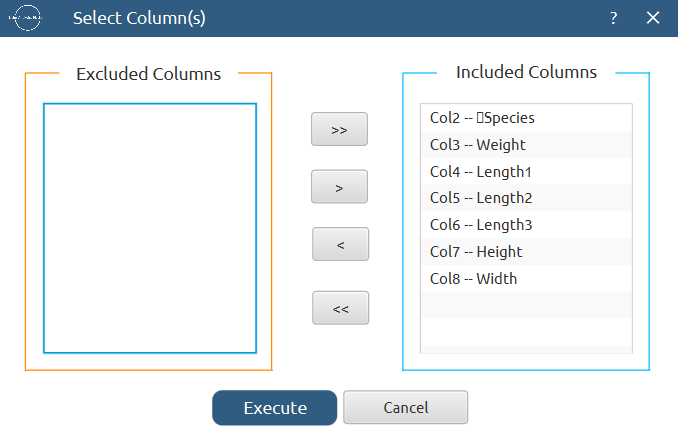 Select Column(s)
?
Excluded Columns
Included Columns
>>
>
<
<<
Col2 -- Species
Col3 -- Weight
Col4 -- Length1
Col5 -- Length2
Col6 -- Length3
Col7 -- Height
Col8 -- Width
Execute
Cancel